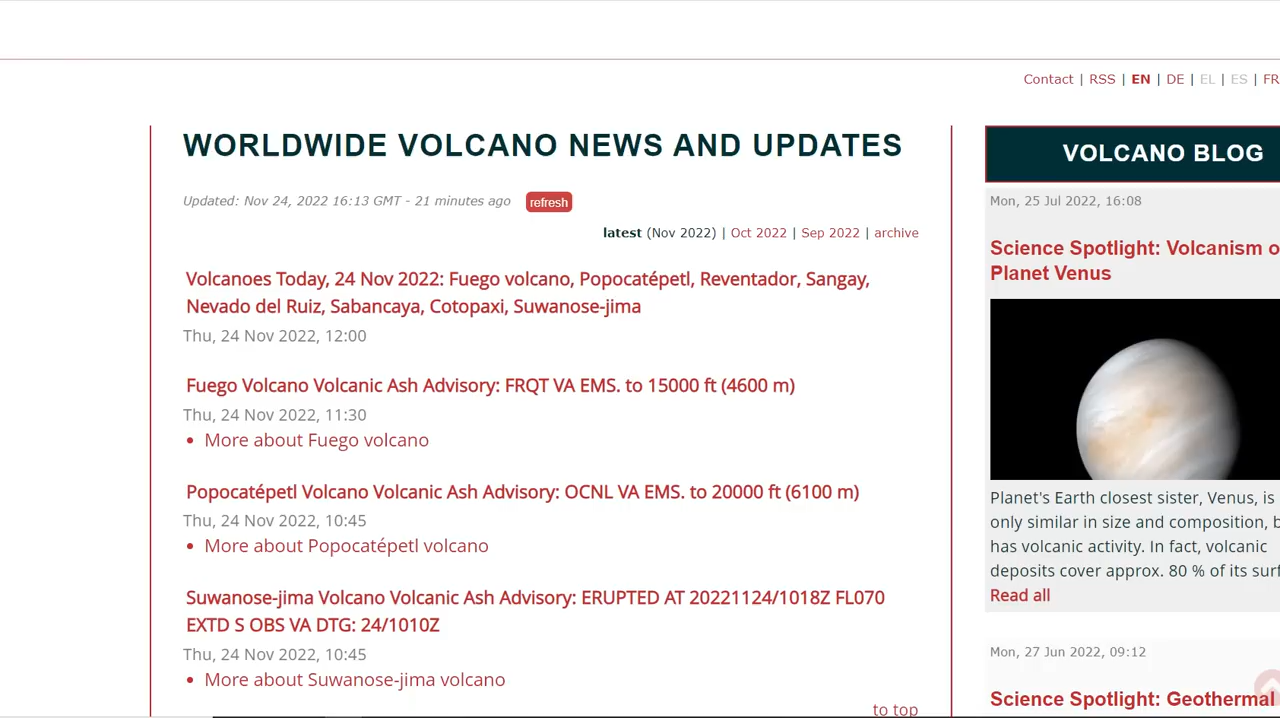 Contact | RSS | EN | DE | EL | ES | FR
WORLDWIDE VOLCANO NEWS AND UPDATES
Updated: Nov 24, 2022 16:13 GMT - 21 minutes ago refresh
latest (Nov 2022) | Oct 2022 | Sep 2022 | archive
Volcanoes Today, 24 Nov 2022: Fuego volcano, Popocatépetl, Reventador, Sangay,
Nevado del Ruiz, Sabancaya, Cotopaxi, Suwanose-jima
Thu, 24 Nov 2022, 12:00
Fuego Volcano Volcanic Ash Advisory: FRQT VA EMS. to 15000 ft (4600 m)
Thu, 24 Nov 2022, 11:30
• More about Fuego volcano
Popocatépetl Volcano Volcanic Ash Advisory: OCNL VA EMS. to 20000 ft (6100 m)
Thu, 24 Nov 2022, 10:45
• More about Popocatépetl volcano
Suwanose-jima Volcano Volcanic Ash Advisory: ERUPTED AT 20221124/1018Z FL070
EXTD S OBS VA DTG: 24/1010Z
Thu, 24 Nov 2022, 10:45
• More about Suwanose-jima volcano
to top
VOLCANO BLOG
Mon, 25 Jul 2022, 16:08
Science Spotlight: Volcanism o
Planet Venus
Planet's Earth closest sister, Venus, is
only similar in size and composition, b
has volcanic activity. In fact, volcanic
deposits cover approx. 80 % of its surf
Read all
Mon, 27 Jun 2022, 09:12
Science Spotlight: Geothermal